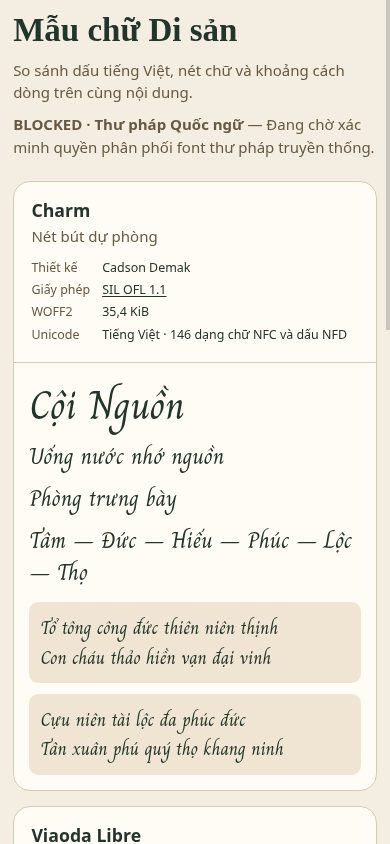 Mẫu chữ Di sản
So sánh dấu tiếng Việt, nét chữ và khoảng cách
dòng trên cùng nội dung.
BLOCKED · Thư pháp Quốc ngữ — Đang chờ xác
minh quyền phân phối font thư pháp truyền thống.
Charm
Nét bút dự phòng
Thiết kế Cadson Demak
Giấy phép SIL OFL 1.1
WOFF2 35,4 KiB
Unicode Tiếng Việt · 146 dạng chữ NFC và dấu NFD
Cội Nguồn
Uống nước nhớ nguồn
Phòng trưng bày
Tâm — Đức — Hiếu — Phúc — Lộc
— Thọ
Tổ tông công đức thiên niên thịnh
Con cháu thảo hiền vạn đại vinh
Cựu niên tài lộc đa phúc đức
Tân xuân phú quý thọ khang ninh
Viaoda Libre